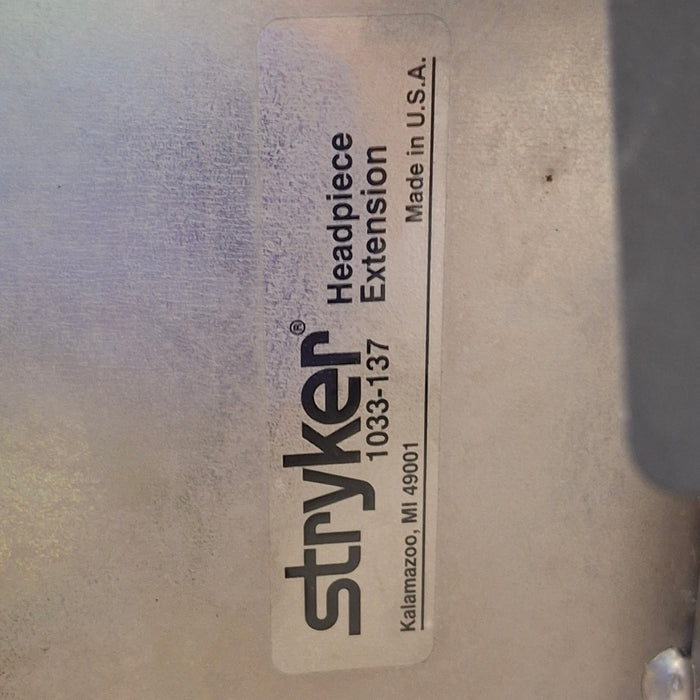 stryker® Headpiece
1033-137 Extension
Kalamazoo, MI 49001 Made in U.S.A.